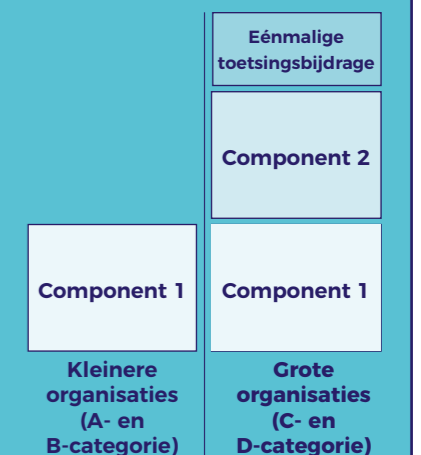 Eénmalige
toetsingsbijdrage
Component 2
Component 1
Component 1
Kleinere
organisaties
(A- en
B-categorie)
Grote
organisaties
(C- en
D-categorie)